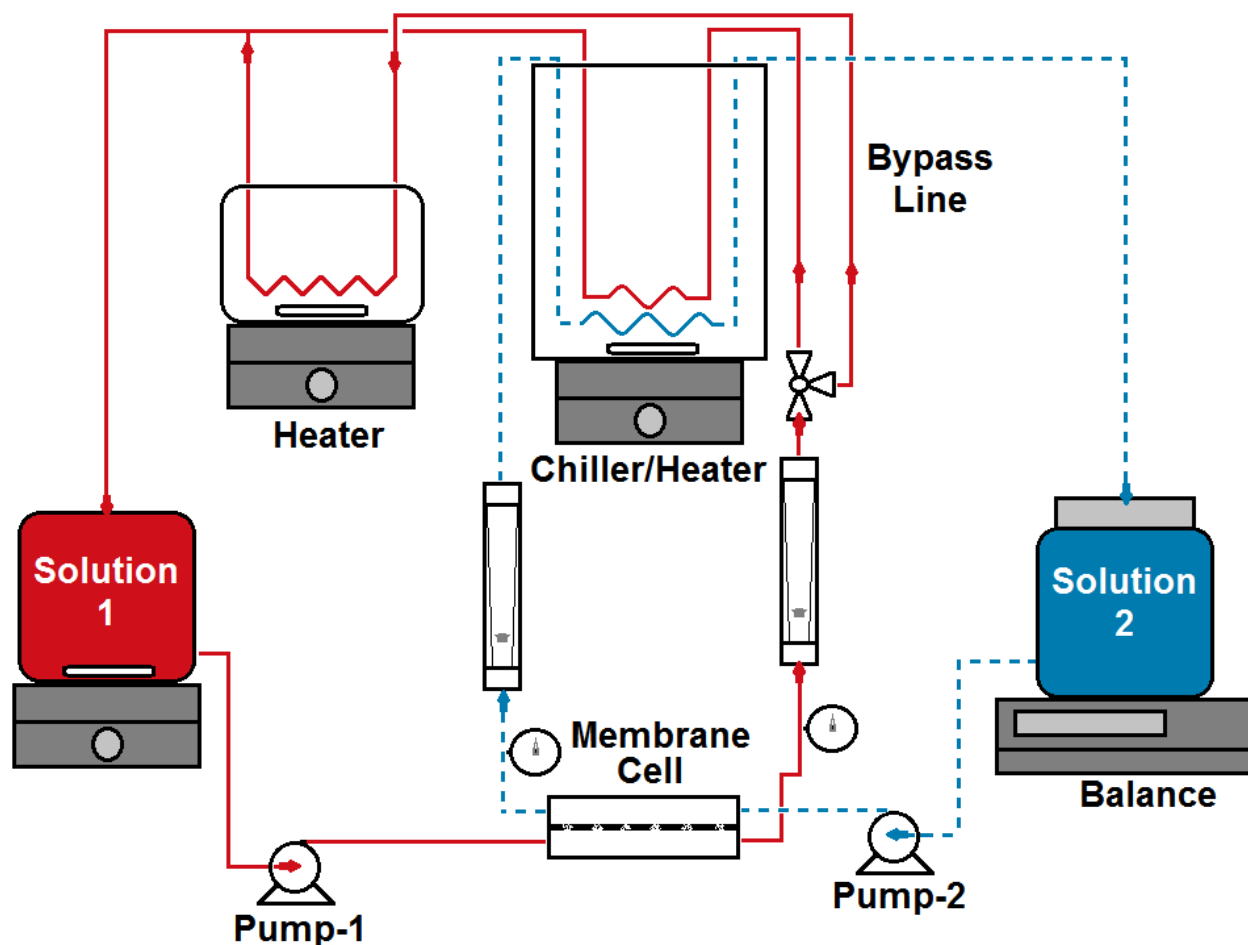 Bypass
Line
Heater
Chiller/Heater
Solution
1
Solution
2
Membrane
Cell
Balance
Pump-1
Pump-2